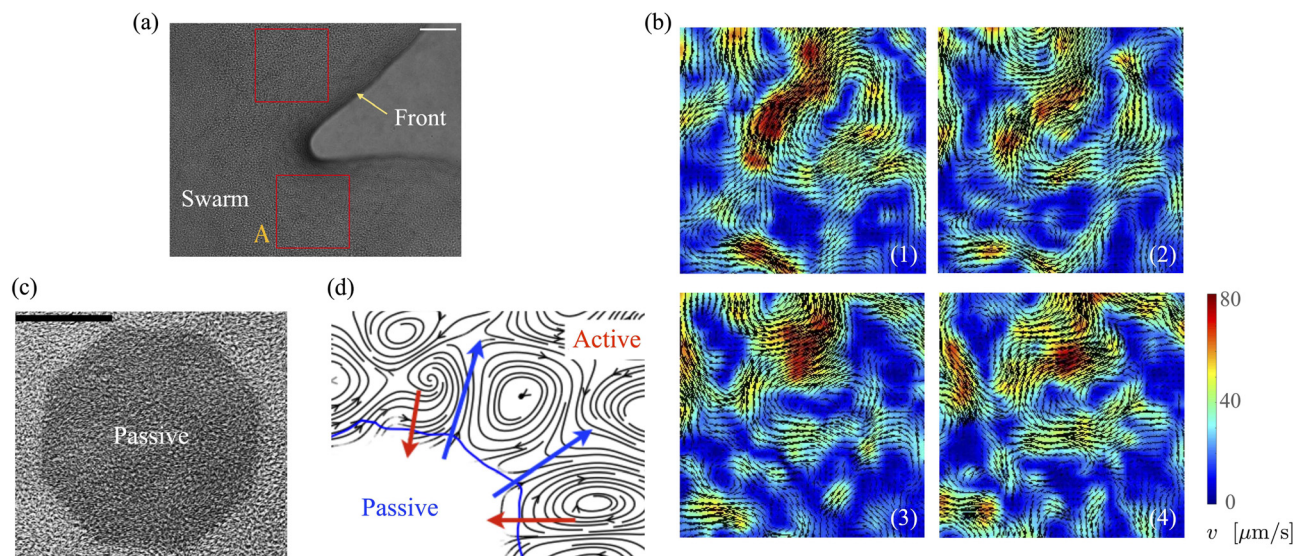 (a)
Front
Swarm
A
(b)
(1)
(2)
(3)
(4)
80
40
0
v [μm/s]
(c)
Passive
(d)
Active
Passive